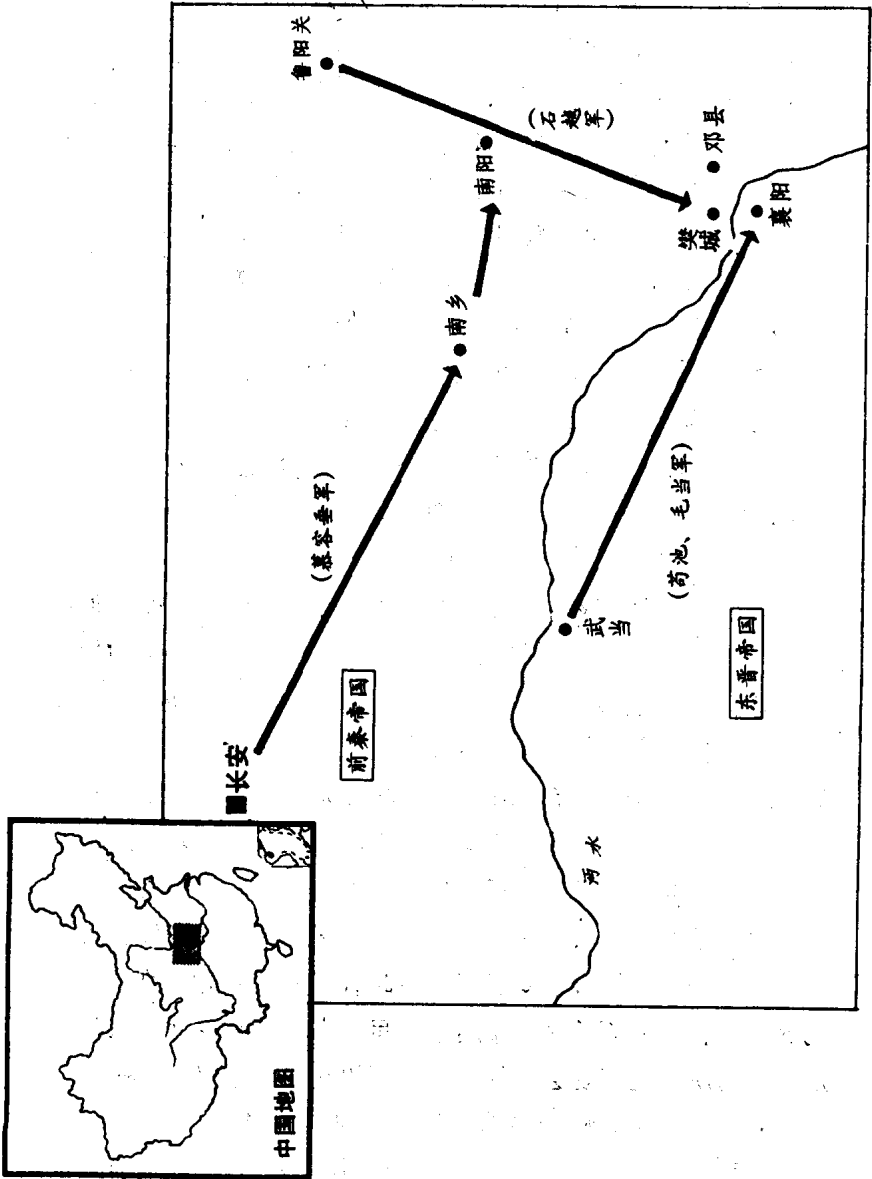 中国地图
长安
鲁阳关
(慕容垂军)
前秦帝国
南乡
南阳
(石越军)
沔水
武当
(苟池、毛当军)
樊城
邓县
东晋帝国
襄阳